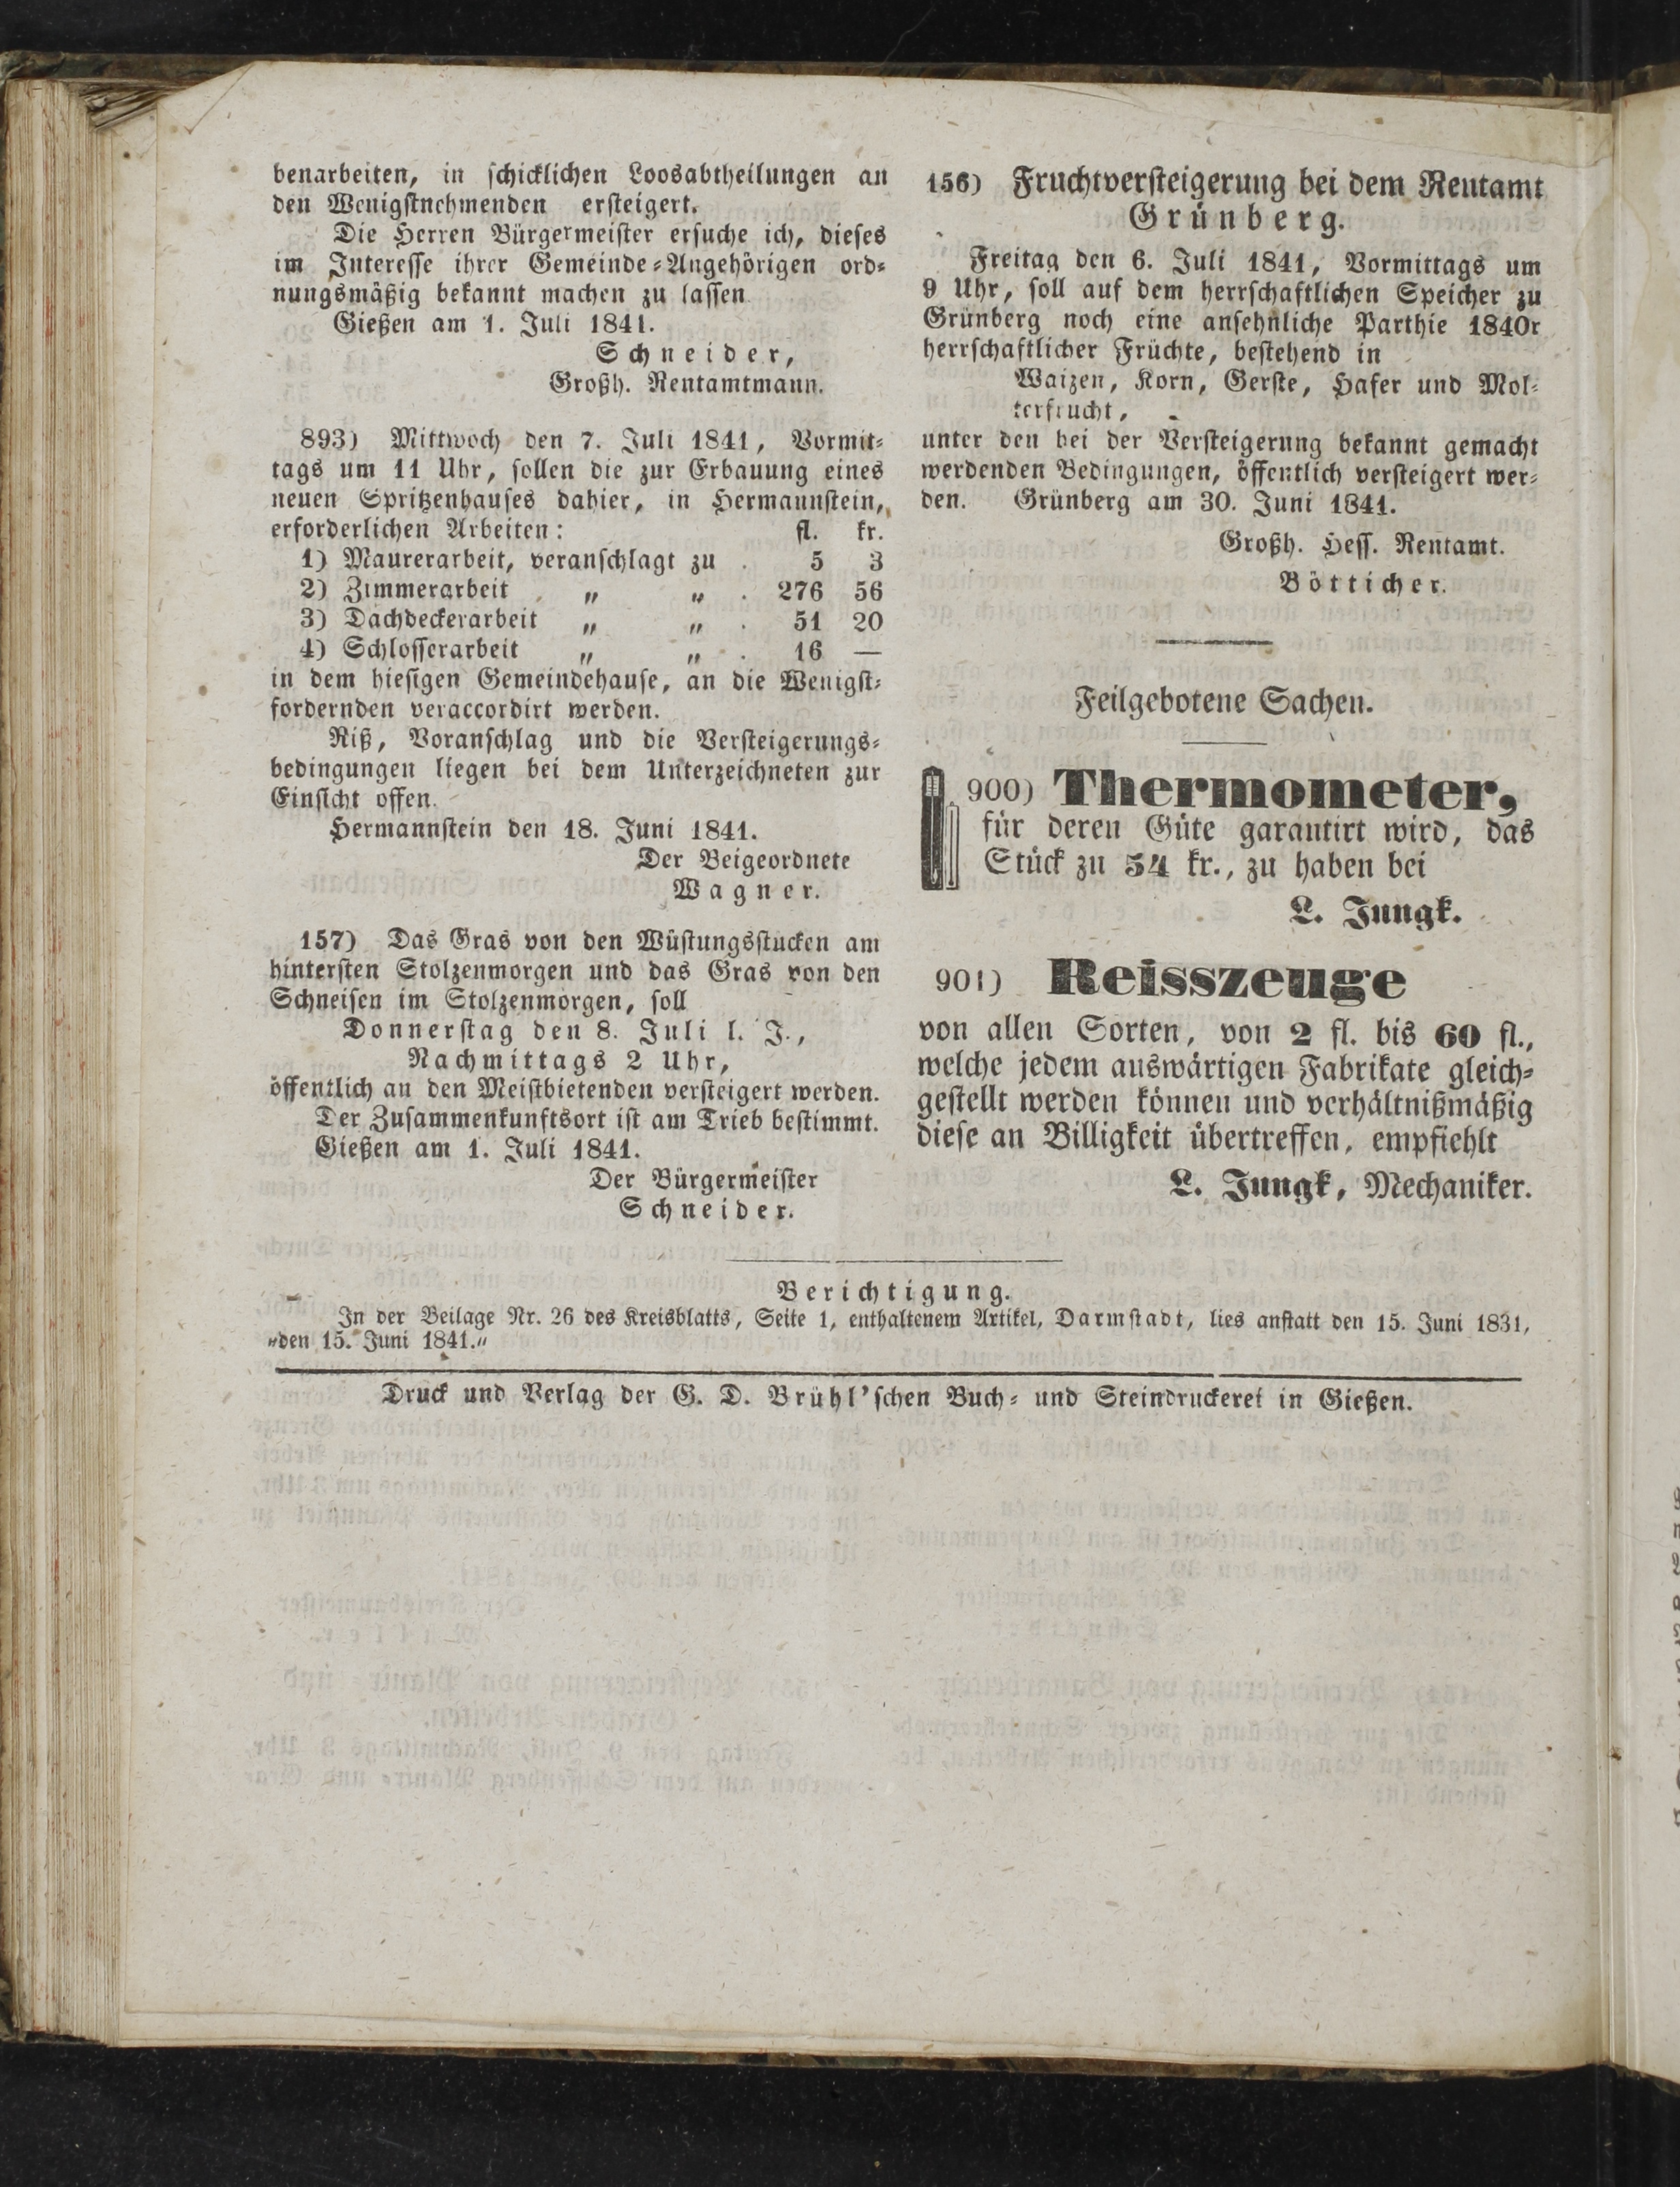 benarbeiten, in schicklichen Loosabtheilungen an
den Wenigstnehmenden ersteigert.
Die Herren Bürgermeister ersuche ich, dieses
im Interesse ihrer Gemeinde-Angehörigen ord-
nungsmäßig bekannt machen zu lassen
Gießen am 1. Juli 1841.
Schneider,
Großh. Rentamtmann.
893) Mittwoch den 7. Juli 1841, Vormit-
tags um 11 Uhr, sollen die zur Erbauung eines
neuen Spritzenhauses dahier, in Hermannstein,
erforderlichen Arbeiten: fl. kr.
1) Maurerarbeit, veranschlagt zu . 5 3
2) Zimmerarbeit „ „ . 276 56
3) Dachdeckerarbeit „ „ . 51 20
4) Schlosserarbeit „ „ . 16 —
in dem hiesigen Gemeindehause, an die Wenigst-
fordernden veraccordirt werden.
Riß, Voranschlag und die Versteigerungs-
bedingungen liegen bei dem Unterzeichneten zur
Einsicht offen.
Hermannstein den 18. Juni 1841.
Der Beigeordnete
Wagner.
157) Das Gras von den Wüstungsstucken am
hintersten Stolzenmorgen und das Gras von den
Schneisen im Stolzenmorgen, soll
Donnerstag den 8. Juli l. J.,
Nachmittags 2 Uhr,
öffentlich an den Meistbietenden versteigert werden.
Der Zusammenkunftsort ist am Trieb bestimmt.
Gießen am 1. Juli 1841.
Der Bürgermeister
Schneider.
156) Fruchtversteigerung bei dem Rentamt
Grünberg.
Freitag den 6. Juli 1841, Vormittags um
9 Uhr, soll auf dem herrschaftlichen Speicher zu
Grünberg noch eine ansehnliche Parthie 1840r
herrschaftlicher Früchte, bestehend in
Waizen, Korn, Gerste, Hafer und Mol-
terfrucht,
unter den bei der Versteigerung bekannt gemacht
werdenden Bedingungen, öffentlich versteigert wer-
den. Grünberg am 30. Juni 1841.
Großh. Hess. Rentamt.
Bötticher.
Feilgebotene Sachen.
900) Thermometer,
für deren Güte garantirt wird, das
Stück zu 54 kr., zu haben bei
L. Jungk.
901) Reisszeuge
von allen Sorten, von 2 fl. bis 60 fl.,
welche jedem auswärtigen Fabrikate gleich-
gestellt werden können und verhältnißmäßig
diese an Billigkeit übertreffen, empfiehlt
L. Jungk, Mechaniker.
Berichtigung.
In der Beilage Nr. 26 des Kreisblatts, Seite 1, enthaltenem Artikel, Darmstadt, lies anstatt den 15. Juni 1831,
„den 15. Juni 1841.„
Druck und Verlag der G. D. Brühl'schen Buch- und Steindruckerei in Gießen.